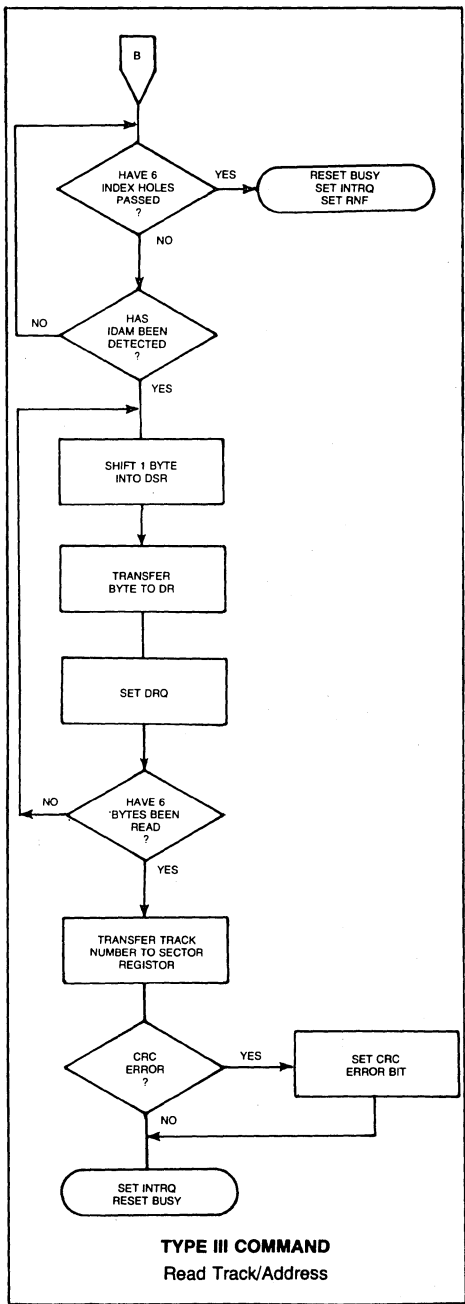 B
HAVE 6
INDEX HOLES
PASSED
?
YES
RESET BUSY
SET INTRQ
SET RNF
NO
HAS
IDAM BEEN
DETECTED
?
NO
YES
SHIFT 1 BYTE
INTO DSR
TRANSFER
BYTE TO DR
SET DRQ
HAVE 6
BYTES BEEN
READ
?
NO
YES
TRANSFER TRACK
NUMBER TO SECTOR
REGISTOR
CRC
ERROR
?
YES
SET CRC
ERROR BIT
NO
SET INTRQ
RESET BUSY
TYPE III COMMAND
Read Track/Address